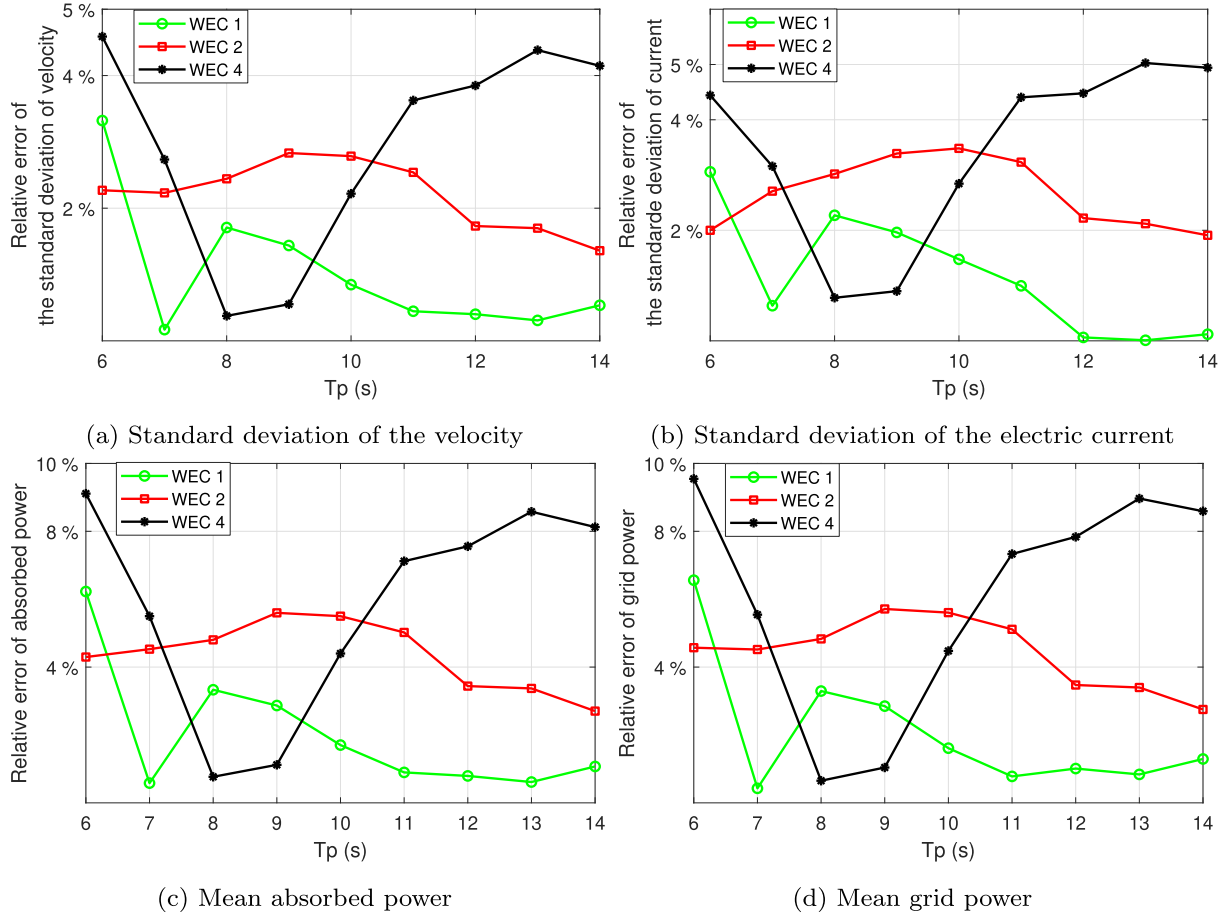 5 %
4 %
2 %
WEC 1
WEC 2
WEC 4
Relative error of
the standard deviation of velocity
6
8
10
12
14
Tp (s)
(a) Standard deviation of the velocity
5 %
4 %
2 %
WEC 1
WEC 2
WEC 4
Relative error of
the standarde deviation of current
6
8
10
12
14
Tp (s)
(b) Standard deviation of the electric current
10 %
8 %
4 %
WEC 1
WEC 2
WEC 4
Relative error of absorbed power
6
7
8
9
10
11
12
13
14
Tp (s)
(c) Mean absorbed power
10 %
8 %
4 %
WEC 1
WEC 2
WEC 4
Relative error of grid power
6
7
8
9
10
11
12
13
14
Tp (s)
(d) Mean grid power